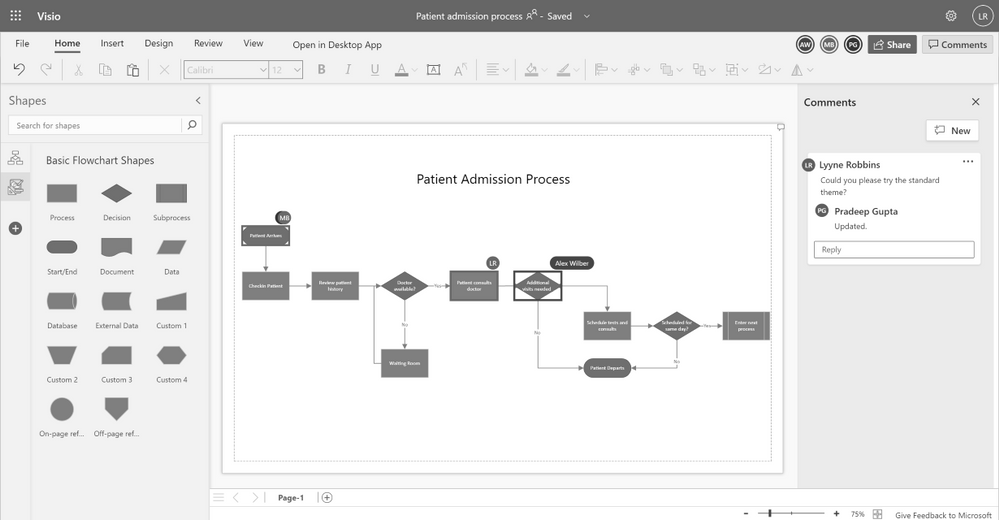 Visio
Patient admission process - Saved
LR
File
Home
Insert
Design
Review
View
Open in Desktop App
AW
MB
PG
Share
Comments
Calibri
12
B
I
U
A
A
A
Shapes
Search for shapes
Basic Flowchart Shapes
Process
Decision
Subprocess
Start/End
Document
Data
Database
External Data
Custom 1
Custom 2
Custom 3
Custom 4
On-page ref...
Off-page ref...
Patient Admission Process
MB
Patient Arrives
LR
Alex Wilber
Checkin Patient
Review patient
history
Doctor
available?
Yes
Patient consults
doctor
Additional
visits needed
No
No
Waiting Room
Schedule tests and
consults
Scheduled for
same day?
Yes
Enter next
process
No
Patient Departs
Comments
New
LR
Lyyne Robbins
Could you please try the standard
theme?
PG
Pradeep Gupta
Updated.
Reply
Page-1
75%
Give Feedback to Microsoft